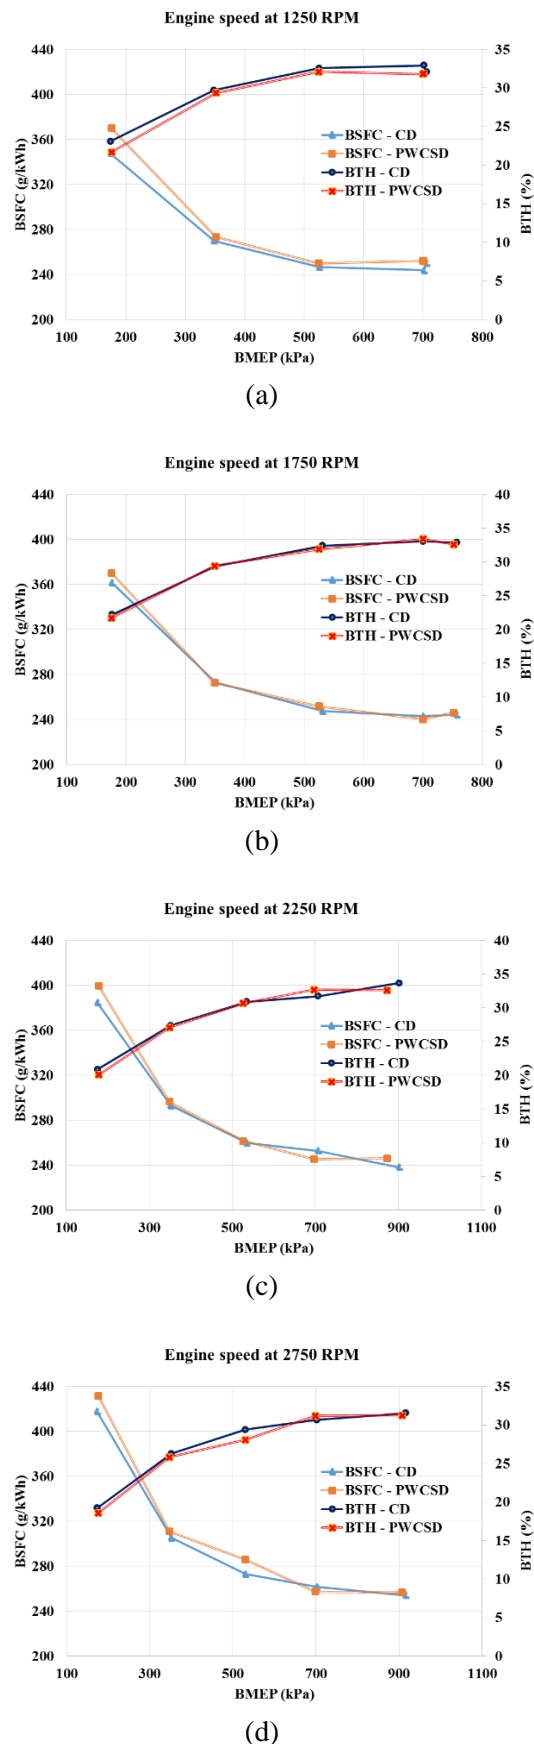 Engine speed at 1250 RPM
440 35
400 30
360 25
320 20
280 15
240 10
200 5
0
BSFC (g/kWh)
BTH (%)
BSFC - CD
BSFC - PWCSD
BTH - CD
BTH - PWCSD
100 200 300 400 500 600 700 800
BMEP (kPa)
(a)
Engine speed at 1750 RPM
440 40
400 35
360 30
320 25
280 20
240 15
200 10
5
0
BSFC (g/kWh)
BTH (%)
BSFC - CD
BSFC - PWCSD
BTH - CD
BTH - PWCSD
100 200 300 400 500 600 700 800
BMEP (kPa)
(b)
Engine speed at 2250 RPM
440 40
400 35
360 30
320 25
280 20
240 15
200 10
5
0
BSFC (g/kWh)
BTH (%)
BSFC - CD
BSFC - PWCSD
BTH - CD
BTH - PWCSD
100 300 500 700 900 1100
BMEP (kPa)
(c)
Engine speed at 2750 RPM
440 35
400 30
360 25
320 20
280 15
240 10
200 5
0
BSFC (g/kWh)
BTH (%)
BSFC - CD
BSFC - PWCSD
BTH - CD
BTH - PWCSD
100 300 500 700 900 1100
BMEP (kPa)
(d)